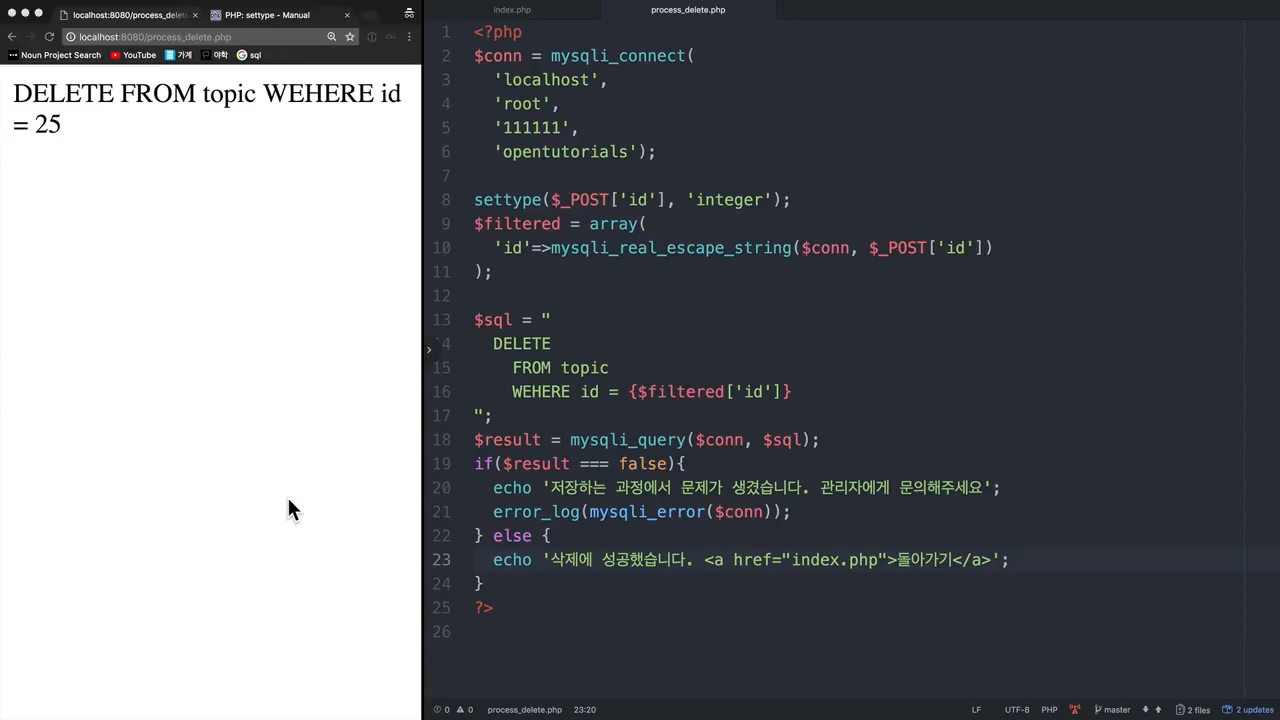 localhost:8080/process_delete
PHP: settype - Manual
localhost:8080/process_delete.php
Noun Project Search
YouTube
가계
야학
sql
DELETE FROM topic WEHERE id
= 25
index.php
process_delete.php
1 <?php
2 $conn = mysqli_connect(
3 'localhost',
4 'root',
5 '111111',
6 'opentutorials');
7
8 settype($_POST['id'], 'integer');
9 $filtered = array(
10 'id'=>mysqli_real_escape_string($conn, $_POST['id'])
11 );
12
13 $sql = "
14 DELETE
15 FROM topic
16 WEHERE id = {$filtered['id']}
17 ";
18 $result = mysqli_query($conn, $sql);
19 if($result === false){
20 echo '저장하는 과정에서 문제가 생겼습니다. 관리자에게 문의해주세요';
21 error_log(mysqli_error($conn));
22 } else {
23 echo '삭제에 성공했습니다. <a href="index.php">돌아가기</a>';
24 }
25 ?>
26
0 0 process_delete.php 23:20
LF UTF-8 PHP master 2 files 2 updates